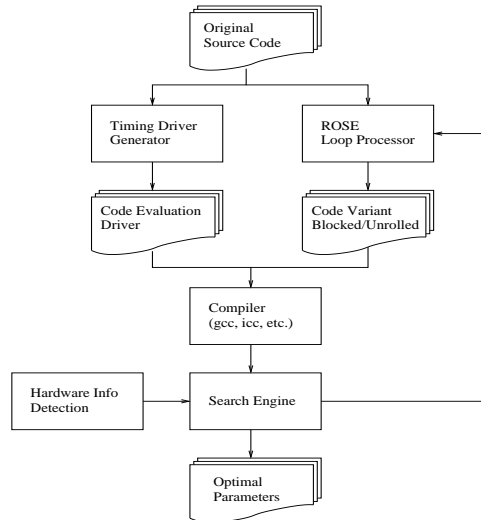 Original
Source Code
Timing Driver
Generator
ROSE
Loop Processor
Code Evaluation
Driver
Code Variant
Blocked/Unrolled
Compiler
(gcc, icc, etc.)
Hardware Info
Detection
Search Engine
Optimal
Parameters